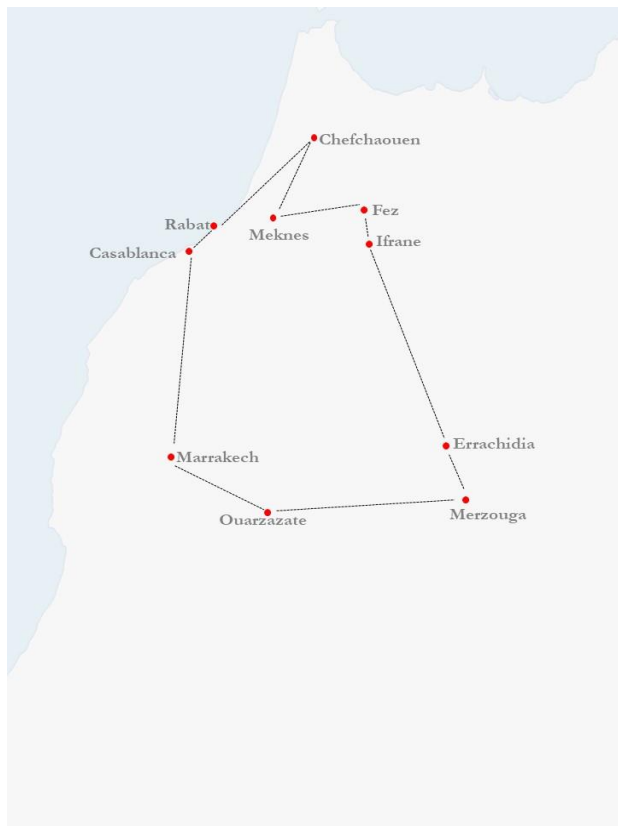 Chefchaouen
Fez
Rabat
Meknes
Ifrane
Casablanca
Errachidia
Marrakech
Merzouga
Ouarzazate